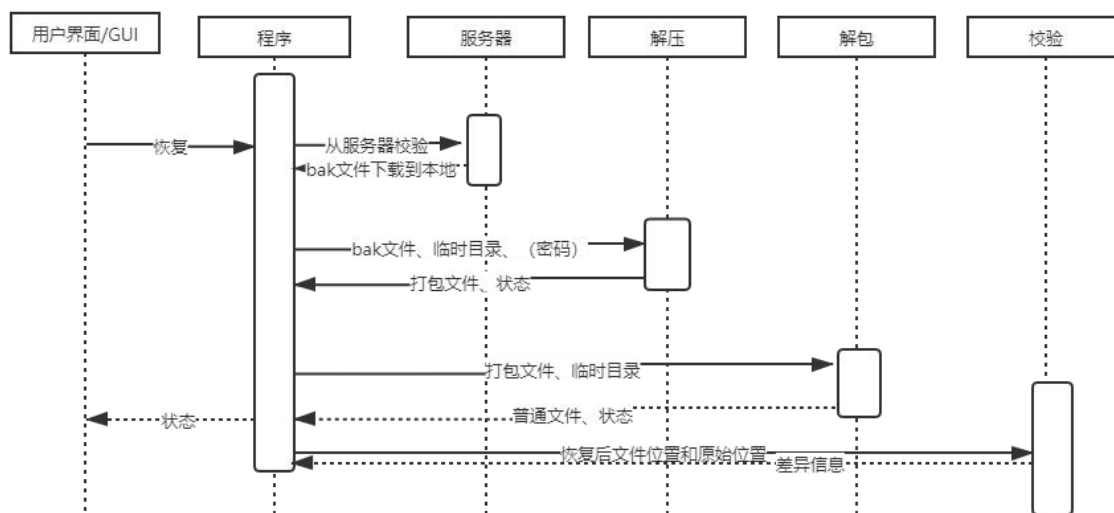 用户界面/GUI
程序
服务器
解压
解包
校验
恢复
从服务器校验
bak文件下载到本地
bak文件、临时目录、（密码）
打包文件、状态
打包文件、临时目录
普通文件、状态
状态
恢复后文件位置和原始位置
差异信息